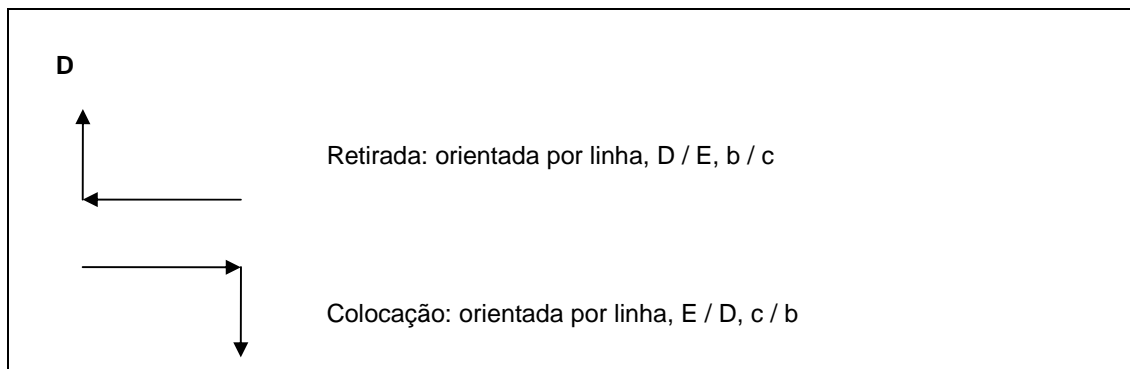 D
Retirada: orientada por linha, D / E, b / c
Colocação: orientada por linha, E / D, c / b